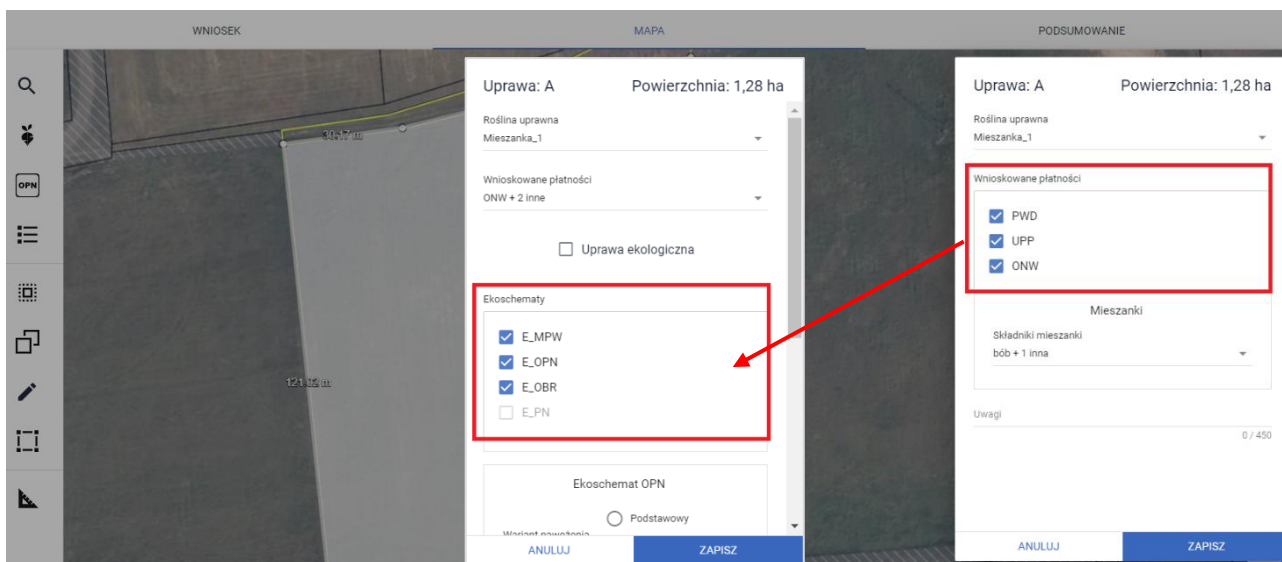 WNIOSEK
MAPA
PODSUMOWANIE
OPN
30.17 m
121.02 m
Uprawa: A
Powierzchnia: 1,28 ha
Roślina uprawna
Mieszanka_1
Wnioskowane płatności
ONW + 2 inne
Uprawa ekologiczna
Ekoschematy
E_MPW
E_OPN
E_OBR
E_PN
Ekoschemat OPN
Podstawowy
Wariant nawożenia
ANULUJ
ZAPISZ
Uprawa: A
Powierzchnia: 1,28 ha
Roślina uprawna
Mieszanka_1
Wnioskowane płatności
PWD
UPP
ONW
Mieszanki
Składniki mieszanki
bób + 1 inna
Uwagi
0 / 450
ANULUJ
ZAPISZ